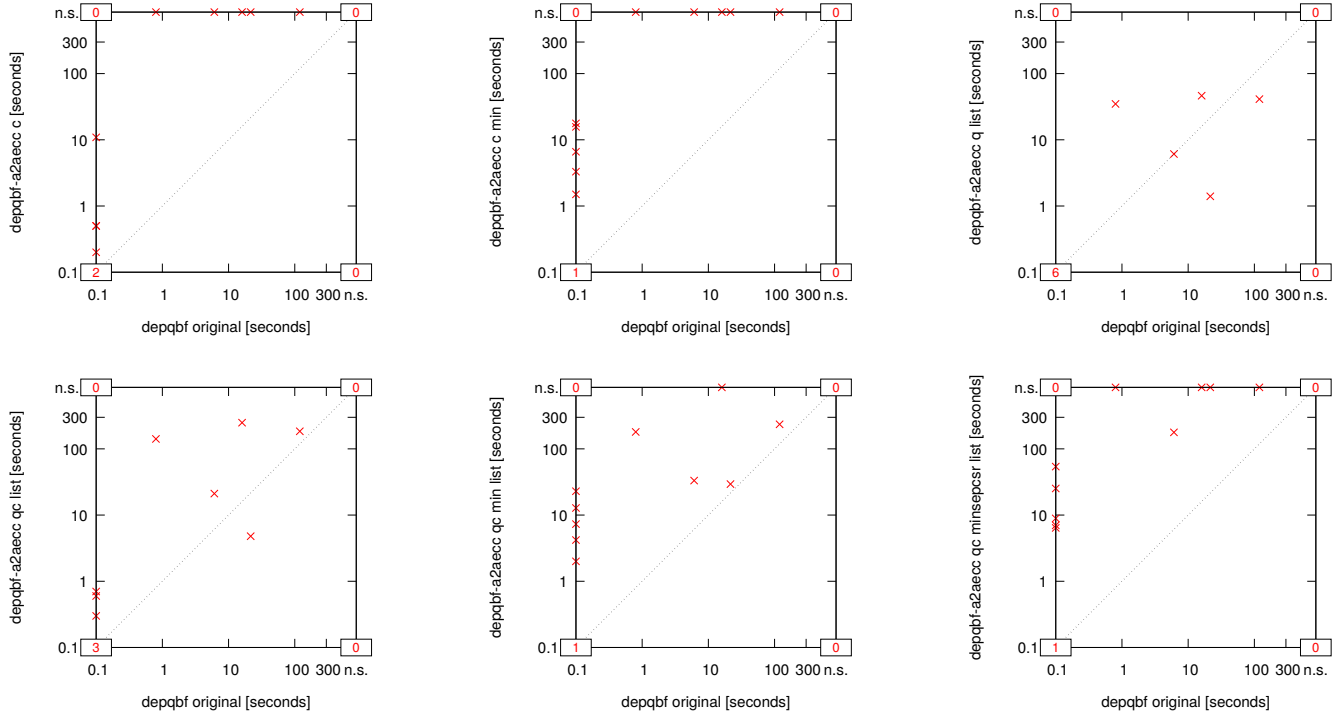 n.s. 0 0
300
100
10
1
0.1 2 0
0.1 1 10 100 300 n.s.
depqbf-a2aecc c [seconds]
depqbf original [seconds]
n.s. 0 0
300
100
10
1
0.1 1 0
0.1 1 10 100 300 n.s.
depqbf-a2aecc c min [seconds]
depqbf original [seconds]
n.s. 0 0
300
100
10
1
0.1 6 0
0.1 1 10 100 300 n.s.
depqbf-a2aecc q list [seconds]
depqbf original [seconds]
n.s. 0 0
300
100
10
1
0.1 3 0
0.1 1 10 100 300 n.s.
depqbf-a2aecc qc list [seconds]
depqbf original [seconds]
n.s. 0 0
300
100
10
1
0.1 1 0
0.1 1 10 100 300 n.s.
depqbf-a2aecc qc min list [seconds]
depqbf original [seconds]
n.s. 0 0
300
100
10
1
0.1 1 0
0.1 1 10 100 300 n.s.
depqbf-a2aecc qc minsepcsr list [seconds]
depqbf original [seconds]